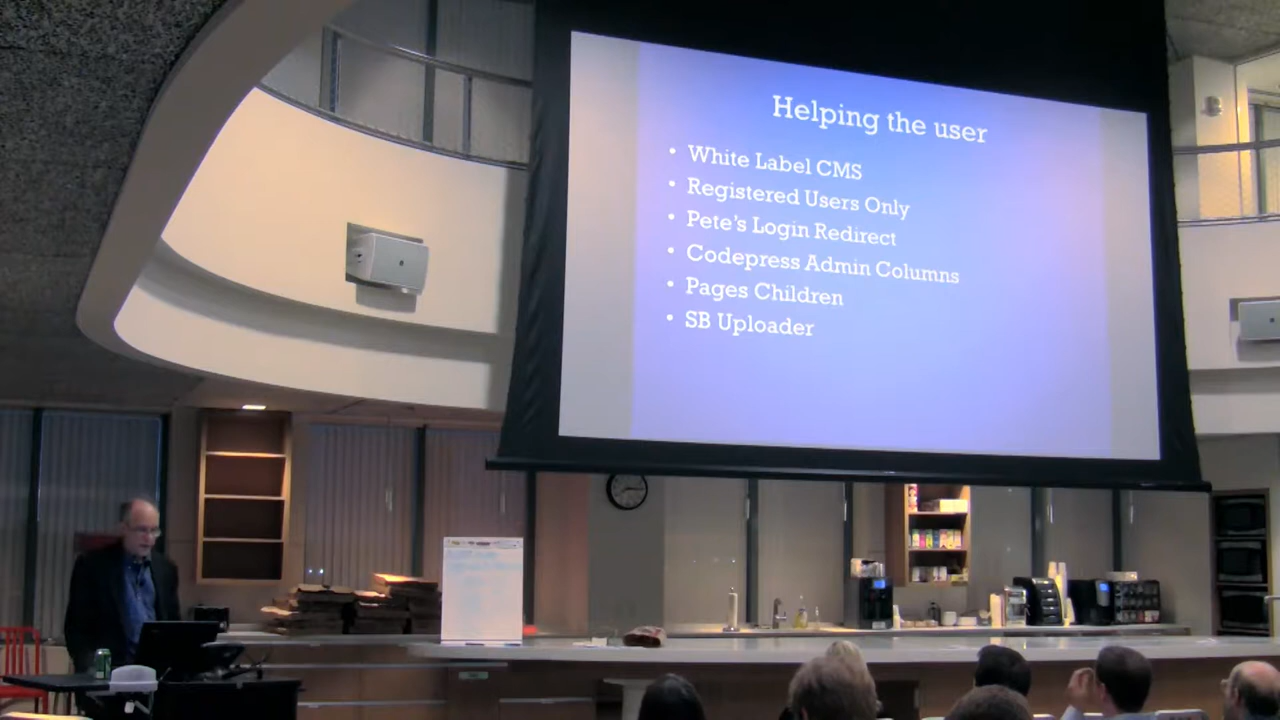 Helping the user
• White Label CMS
• Registered Users Only
• Pete's Login Redirect
• Codepress Admin Columns
• Pages Children
• SB Uploader